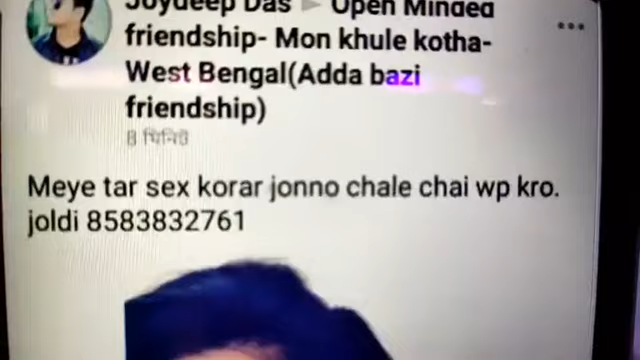 Joydeep Das ▶ Open Minded
friendship- Mon khule kotha-
West Bengal(Adda bazi
friendship)
8 মিনিট
Meye tar sex korar jonno chale chai wp kro.
joldi 8583832761